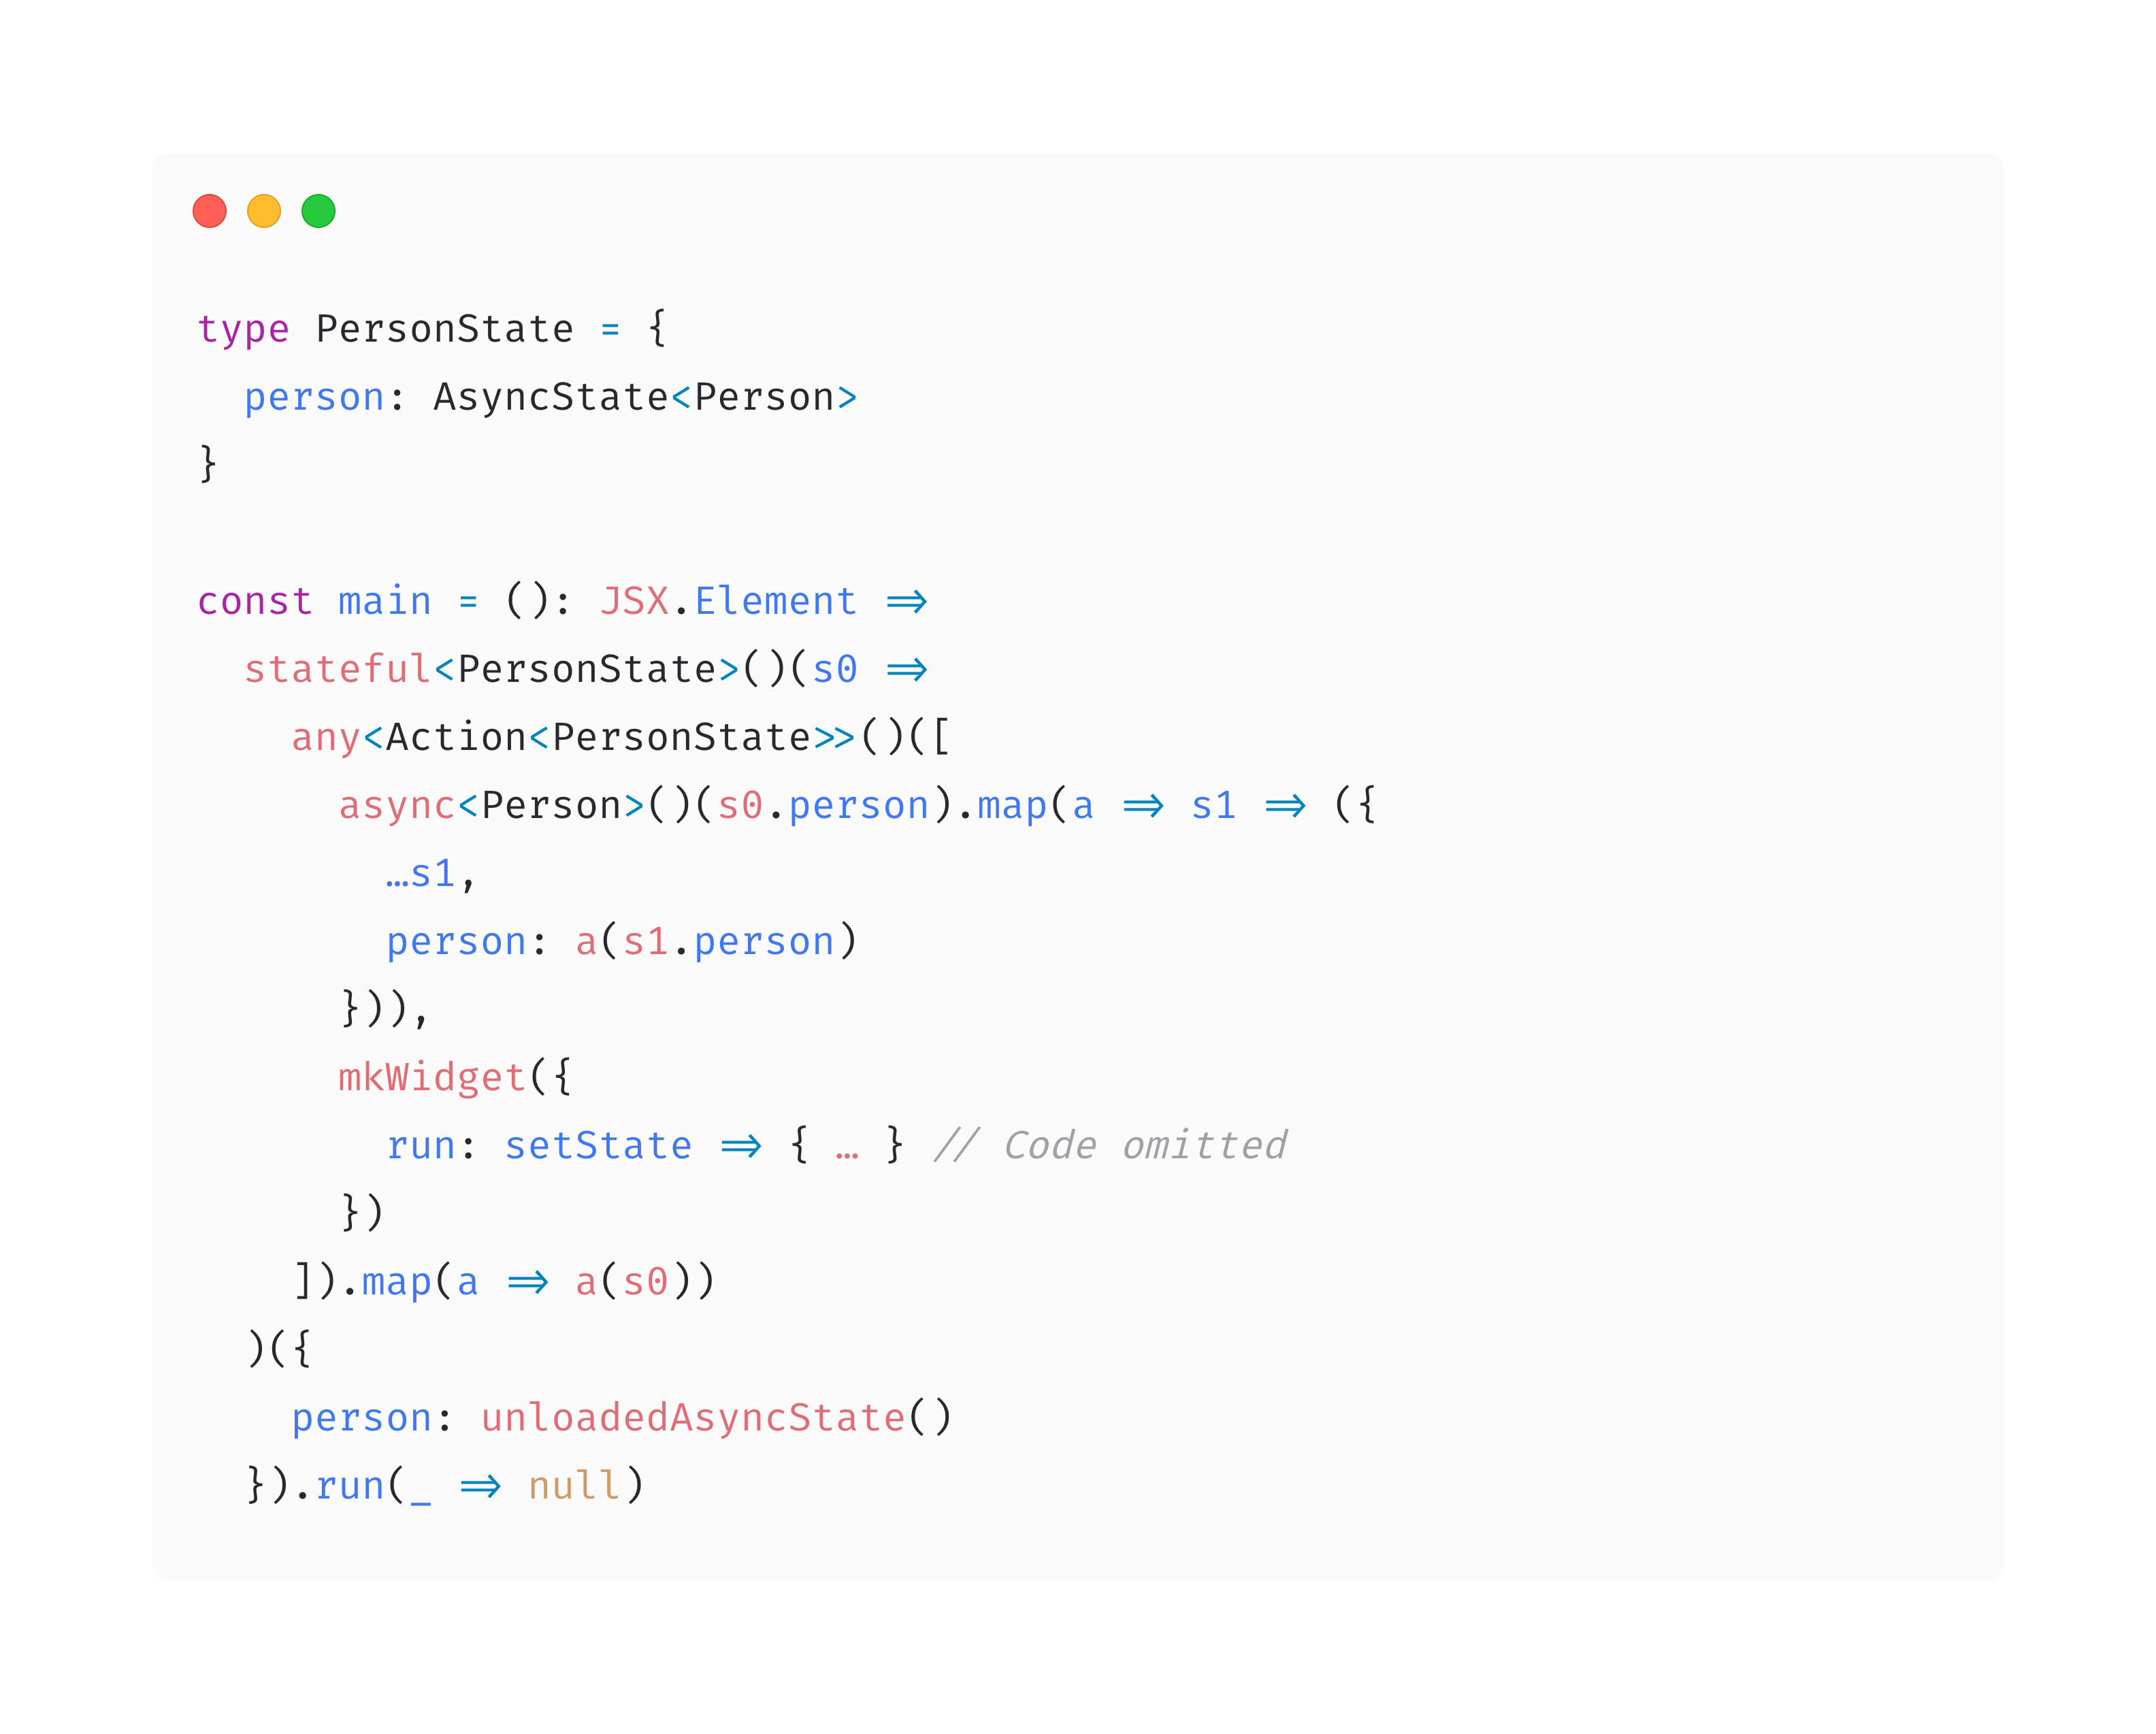 type PersonState = {
  person: AsyncState<Person>
}

const main = (): JSX.Element =>
  stateful<PersonState>()(s0 =>
    any<Action<PersonState>>()([
      async<Person>()(s0.person).map(a => s1 => ({
        …s1,
        person: a(s1.person)
      })),
      mkWidget({
        run: setState => { … } // Code omitted
      })
    ]).map(a => a(s0))
  )({
    person: unloadedAsyncState()
  }).run(_ => null)